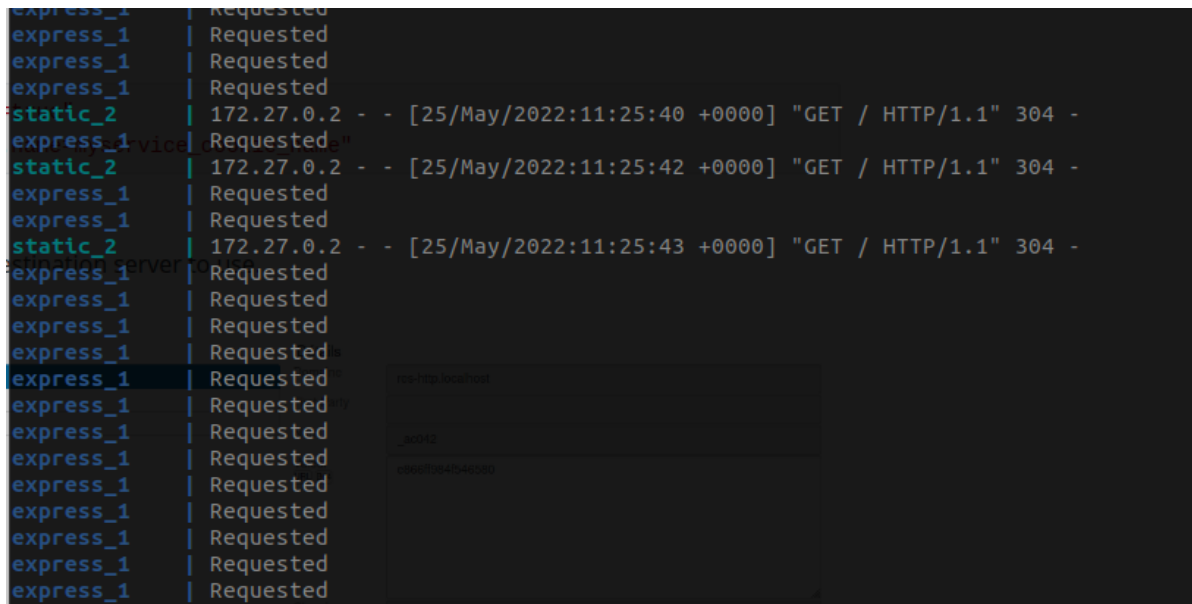 express_1 | Requested
express_1 | Requested
express_1 | Requested
express_1 | Requested
static_2 | 172.27.0.2 - - [25/May/2022:11:25:40 +0000] "GET / HTTP/1.1" 304 -
express_1 | Requested
static_2 | 172.27.0.2 - - [25/May/2022:11:25:42 +0000] "GET / HTTP/1.1" 304 -
express_1 | Requested
express_1 | Requested
static_2 | 172.27.0.2 - - [25/May/2022:11:25:43 +0000] "GET / HTTP/1.1" 304 -
server to use
express_1 | Requested
express_1 | Requested
express_1 | Requested
express_1 | Requested
express_1 | Requested
express_1 | Requested
express_1 | Requested
express_1 | Requested
express_1 | Requested
express_1 | Requested
express_1 | Requested
express_1 | Requested
express_1 | Requested